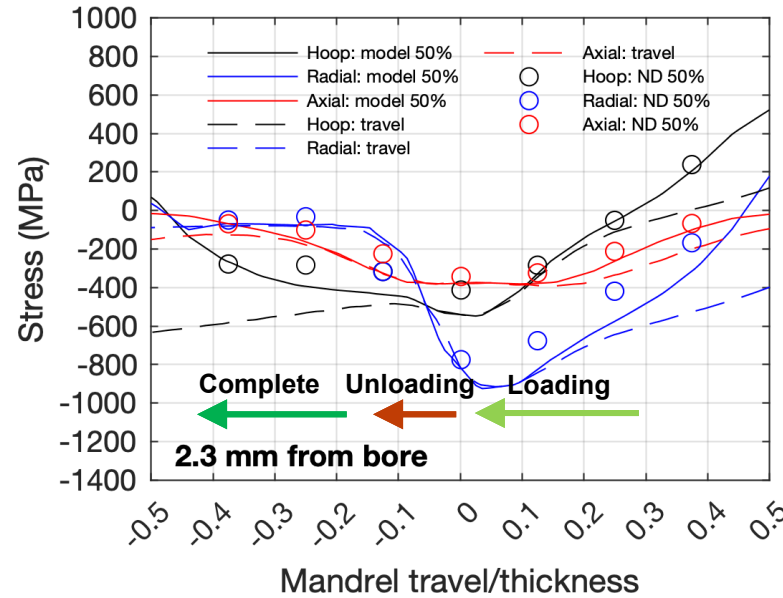 1000
800
600
400
200
0
-200
-400
-600
-800
-1000
-1200
-1400
Stress (MPa)
Hoop: model 50%
Radial: model 50%
Axial: model 50%
Hoop: travel
Radial: travel
Axial: travel
Hoop: ND 50%
Radial: ND 50%
Axial: ND 50%
Complete
Unloading
Loading
2.3 mm from bore
-0.5
-0.4
-0.3
-0.2
-0.1
0
0.1
0.2
0.3
0.4
0.5
Mandrel travel/thickness